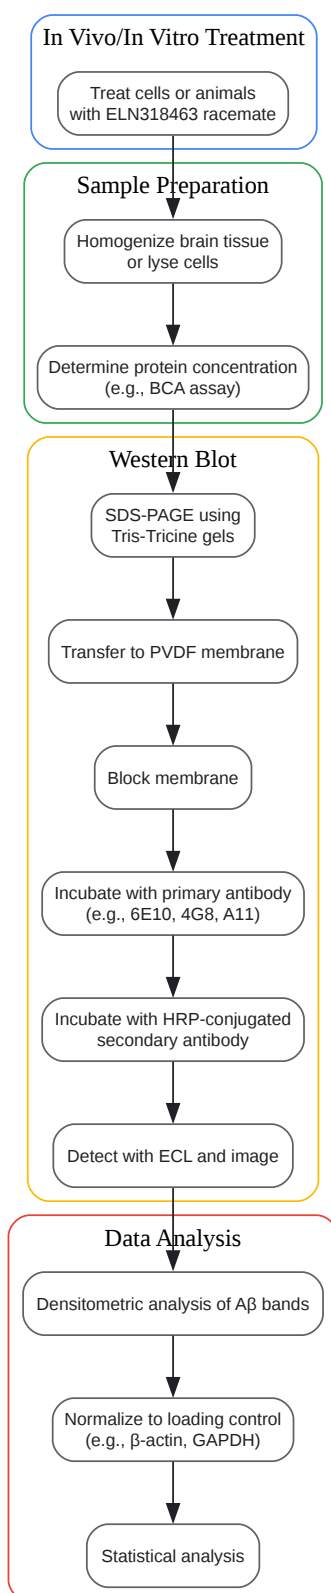 In Vivo/In Vitro Treatment
Treat cells or animals
with ELN318463 racemate
Sample Preparation
Homogenize brain tissue
or lyse cells
Determine protein concentration
(e.g., BCA assay)
Western Blot
SDS-PAGE using
Tris-Tricine gels
Transfer to PVDF membrane
Block membrane
Incubate with primary antibody
(e.g., 6E10, 4G8, A11)
Incubate with HRP-conjugated
secondary antibody
Detect with ECL and image
Data Analysis
Densitometric analysis of Aβ bands
Normalize to loading control
(e.g., β-actin, GAPDH)
Statistical analysis